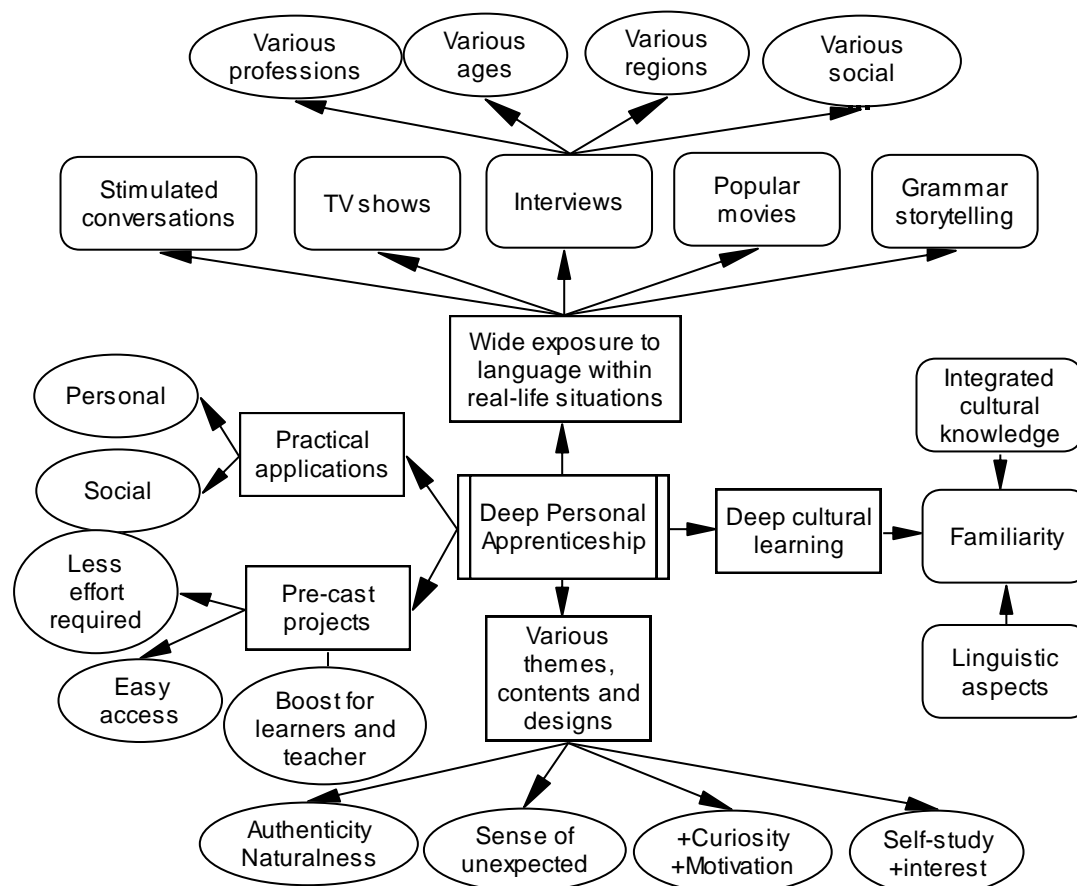 Various
professions
Various
ages
Various
regions
Various
social
Stimulated
conversations
TV shows
Interviews
Popular
movies
Grammar
storytelling
Wide exposure to
language within
real-life situations
Personal
Practical
applications
Social
Deep Personal
Apprenticeship
Deep cultural
learning
Integrated
cultural
knowledge
Familiarity
Linguistic
aspects
Less
effort
required
Pre-cast
projects
Easy
access
Boost for
learners and
teacher
Various
themes,
contents and
designs
Authenticity
Naturalness
Sense of
unexpected
+Curiosity
+Motivation
Self-study
+interest